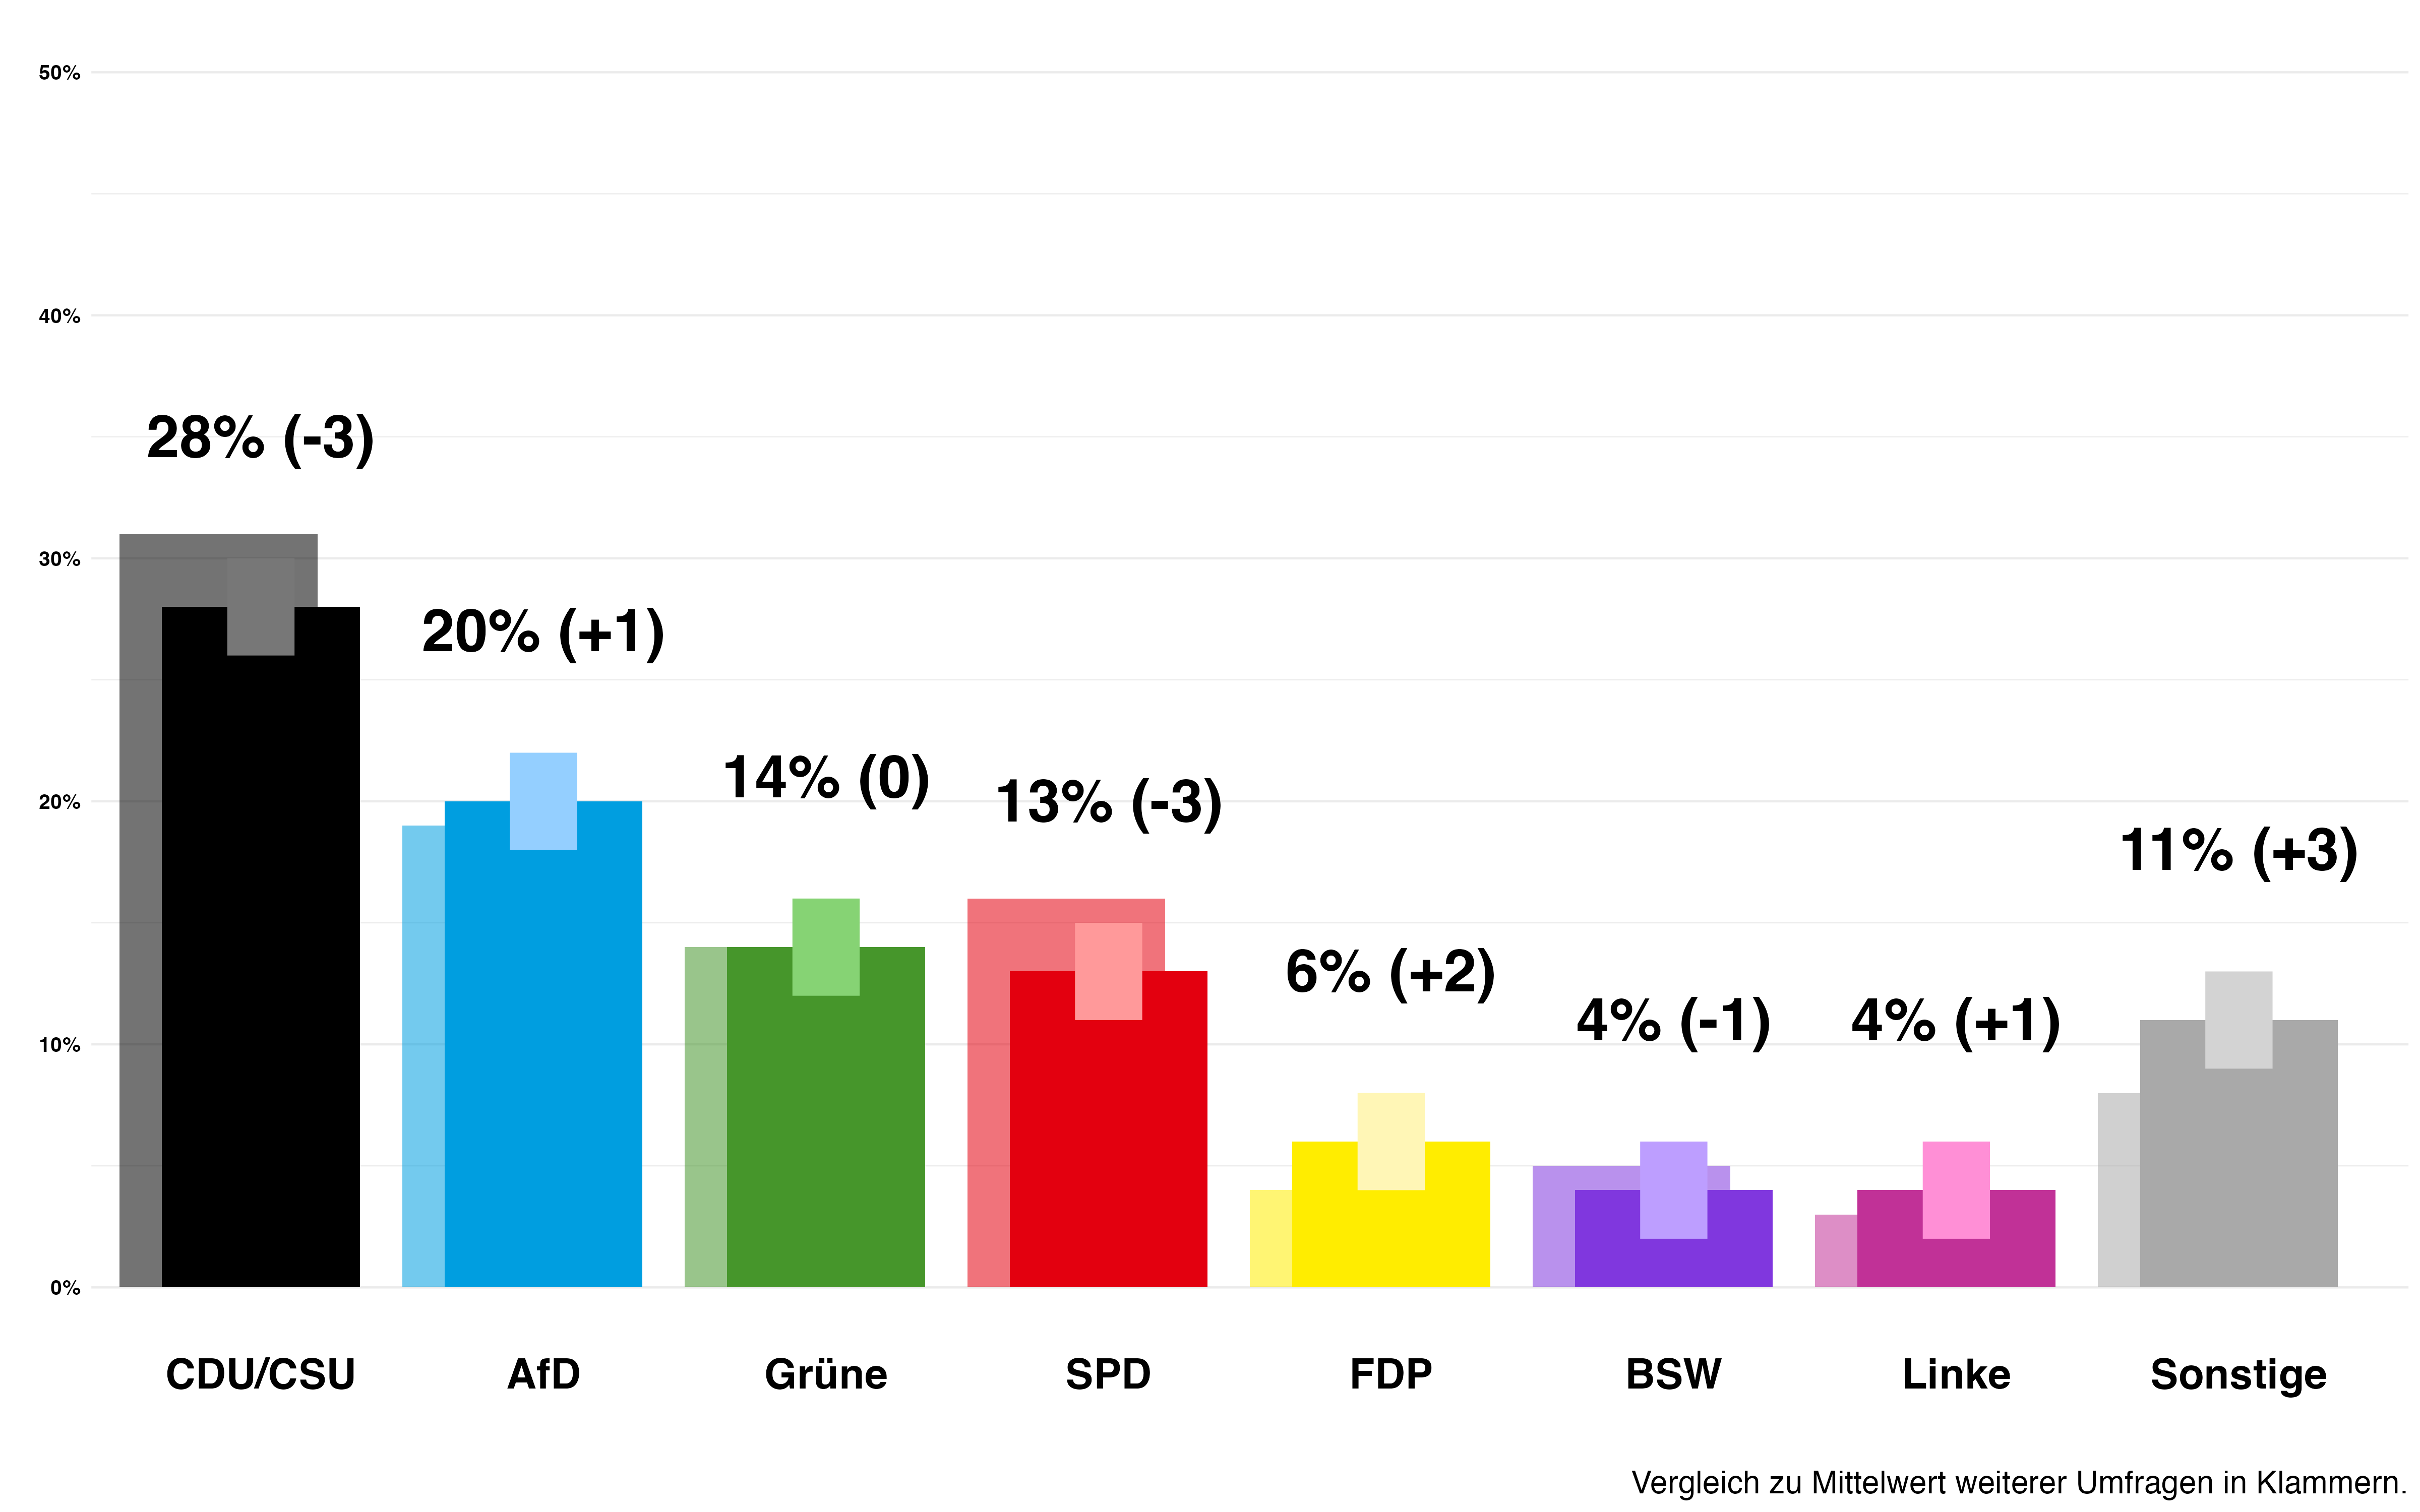 50%
40%
30%
20%
10%
0%
28% (-3)
20% (+1)
14% (0)
13% (-3)
6% (+2)
4% (-1)
4% (+1)
11% (+3)
CDU/CSU
AfD
Grüne
SPD
FDP
BSW
Linke
Sonstige
Vergleich zu Mittelwert weiterer Umfragen in Klammern.